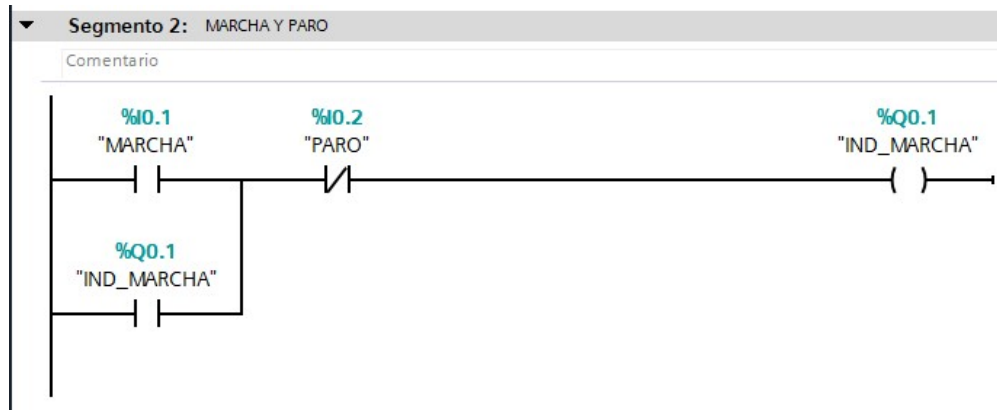 Segmento 2: MARCHA Y PARO
Comentario
%I0.1
"MARCHA"
%I0.2
"PARO"
%Q0.1
"IND_MARCHA"
%Q0.1
"IND_MARCHA"